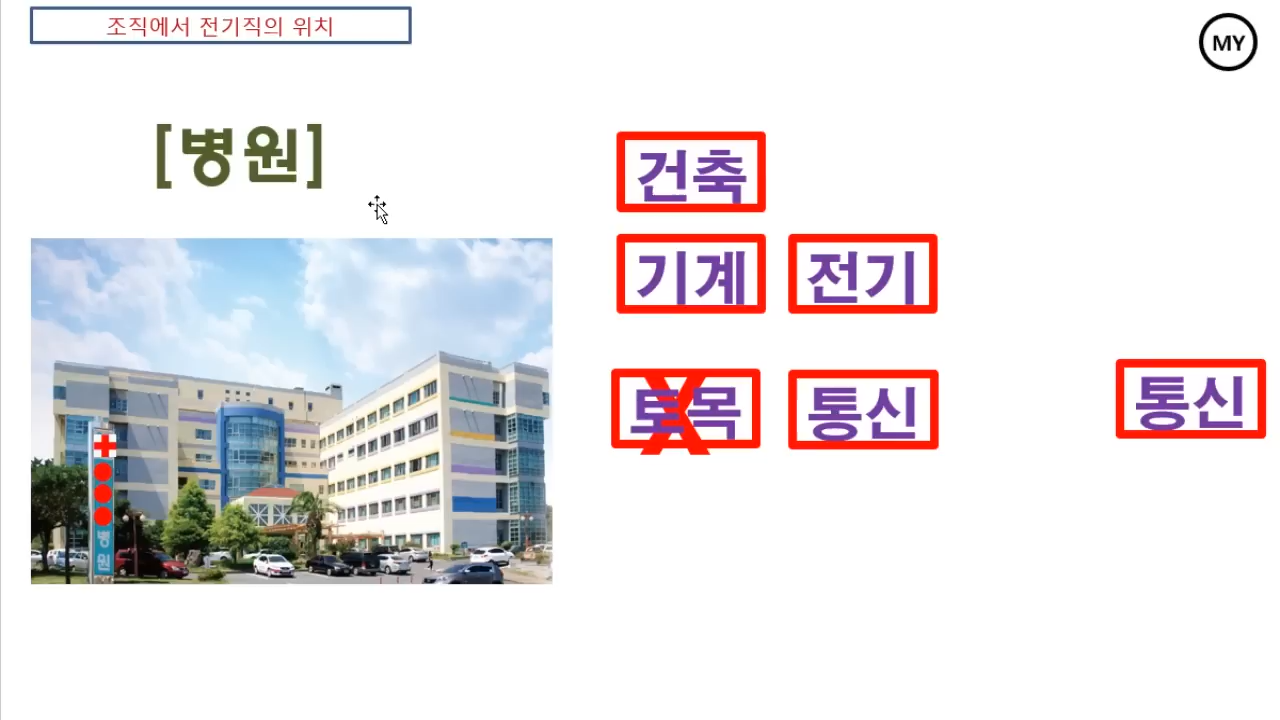 조직에서 전기직의 위치
MY
[병원]
건축
기계 전기
토목 통신 통신
X
병
원